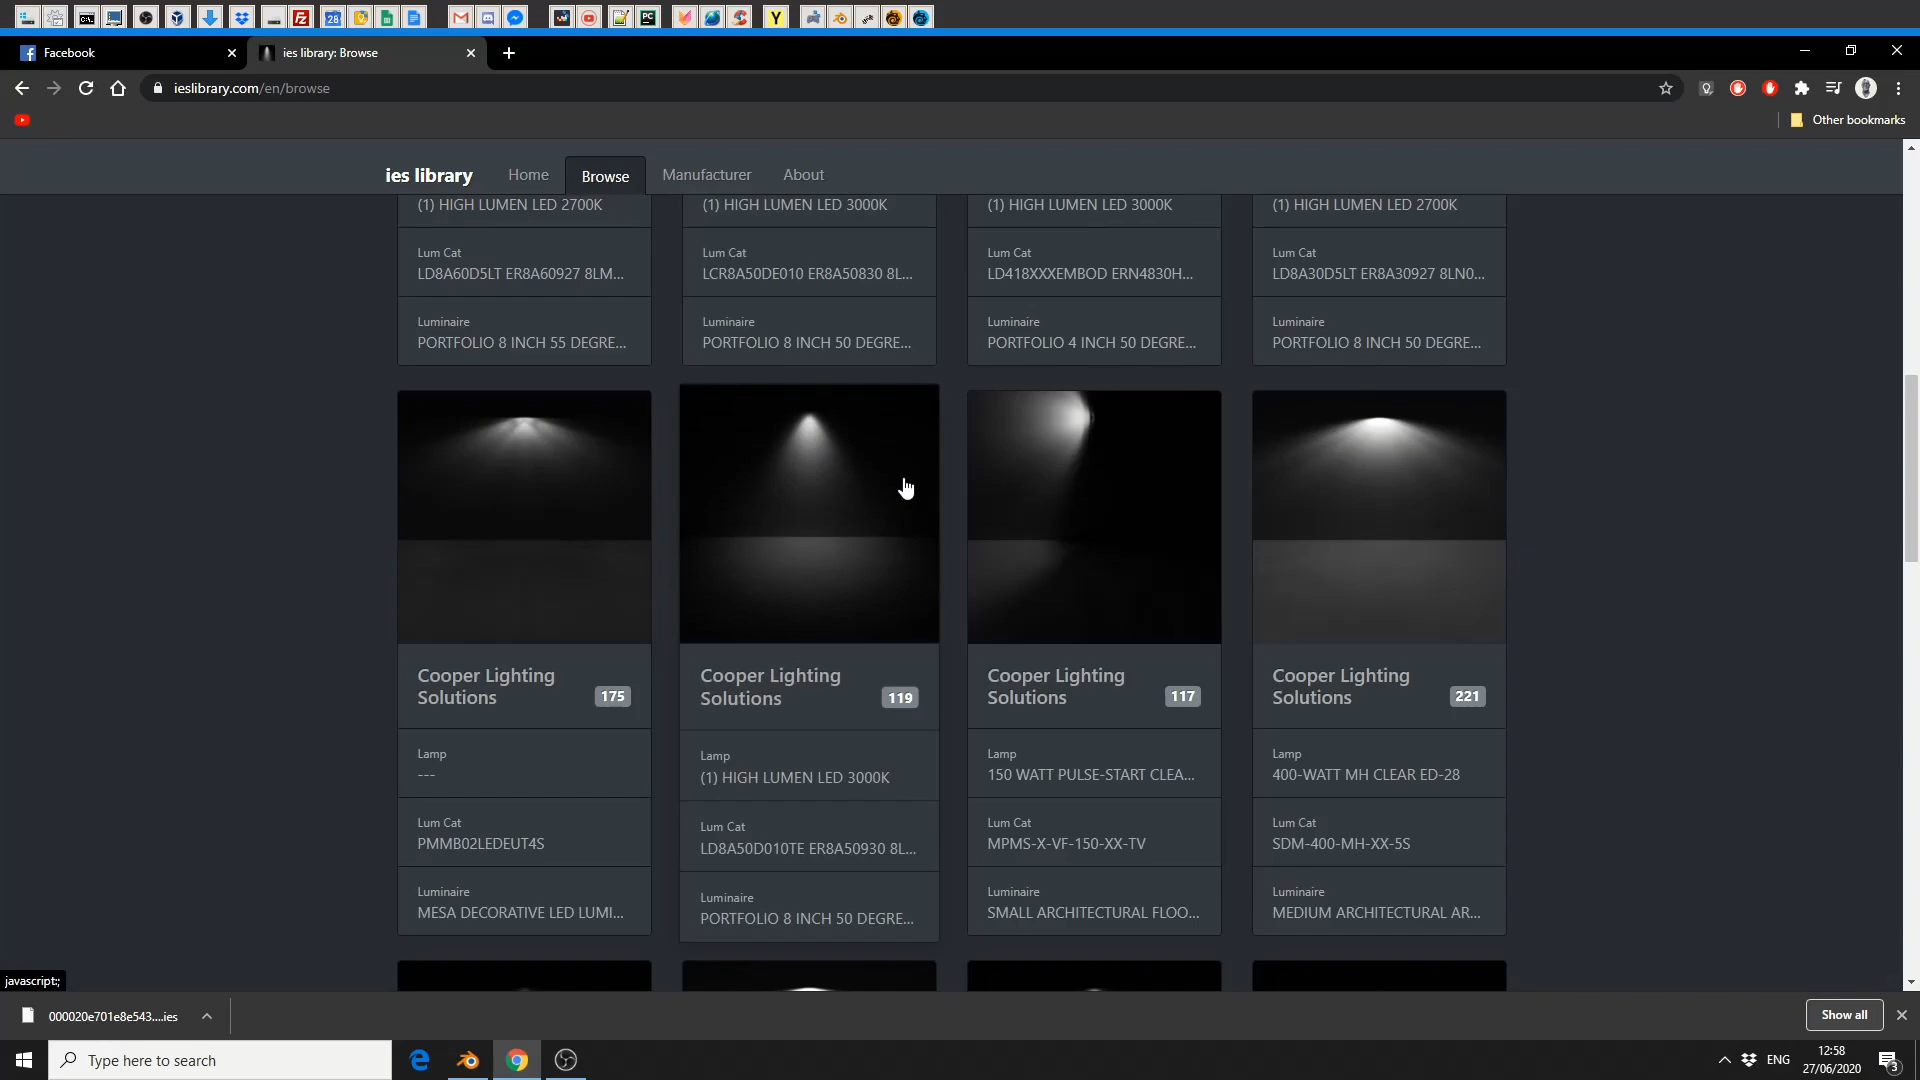 28
Y
Facebook
ies library: Browse
ieslibrary.com/en/browse
Other bookmarks
ies library
Home
Browse
Manufacturer
About
(1) HIGH LUMEN LED 2700K
(1) HIGH LUMEN LED 3000K
(1) HIGH LUMEN LED 3000K
(1) HIGH LUMEN LED 2700K
Lum Cat
LD8A60D5LT ER8A60927 8LM...
Lum Cat
LCR8A50DE010 ER8A50830 8L...
Lum Cat
LD418XXXEMBOD ERN4830H...
Lum Cat
LD8A30D5LT ER8A30927 8LN0...
Luminaire
PORTFOLIO 8 INCH 55 DEGRE...
Luminaire
PORTFOLIO 8 INCH 50 DEGRE...
Luminaire
PORTFOLIO 4 INCH 50 DEGRE...
Luminaire
PORTFOLIO 8 INCH 50 DEGRE...
Cooper Lighting
Solutions
175
Lamp
---
Lum Cat
PMMB02LEDEUT4S
Luminaire
MESA DECORATIVE LED LUMI...
Cooper Lighting
Solutions
119
Lamp
(1) HIGH LUMEN LED 3000K
Lum Cat
LD8A50D010TE ER8A50930 8L...
Luminaire
PORTFOLIO 8 INCH 50 DEGRE...
Cooper Lighting
Solutions
117
Lamp
150 WATT PULSE-START CLEA...
Lum Cat
MPMS-X-VF-150-XX-TV
Luminaire
SMALL ARCHITECTURAL FLOO...
Cooper Lighting
Solutions
221
Lamp
400-WATT MH CLEAR ED-28
Lum Cat
SDM-400-MH-XX-5S
Luminaire
MEDIUM ARCHITECTURAL AR...
javascript:;
000020e701e8e543....ies
Show all
Type here to search
ENG
12:58
27/06/2020
3